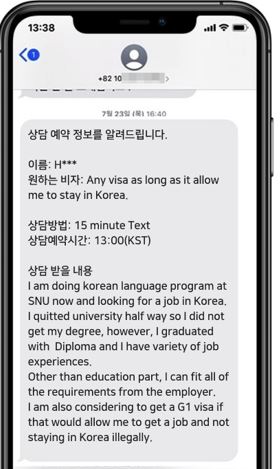 13:38
1
+82 10
7월 23일 (목) 16:40
상담 예약 정보를 알려드립니다.
이름: H***
원하는 비자: Any visa as long as it allow
me to stay in Korea.
상담방법: 15 minute Text
상담예약시간: 13:00(KST)
상담 받을 내용
I am doing korean language program at
SNU now and looking for a job in Korea.
I quitted university half way so I did not
get my degree, however, I graduated
with Diploma and I have variety of job
experiences.
Other than education part, I can fit all of
the requirements from the employer.
I am also considering to get a G1 visa if
that would allow me to get a job and not
staying in Korea illegally.